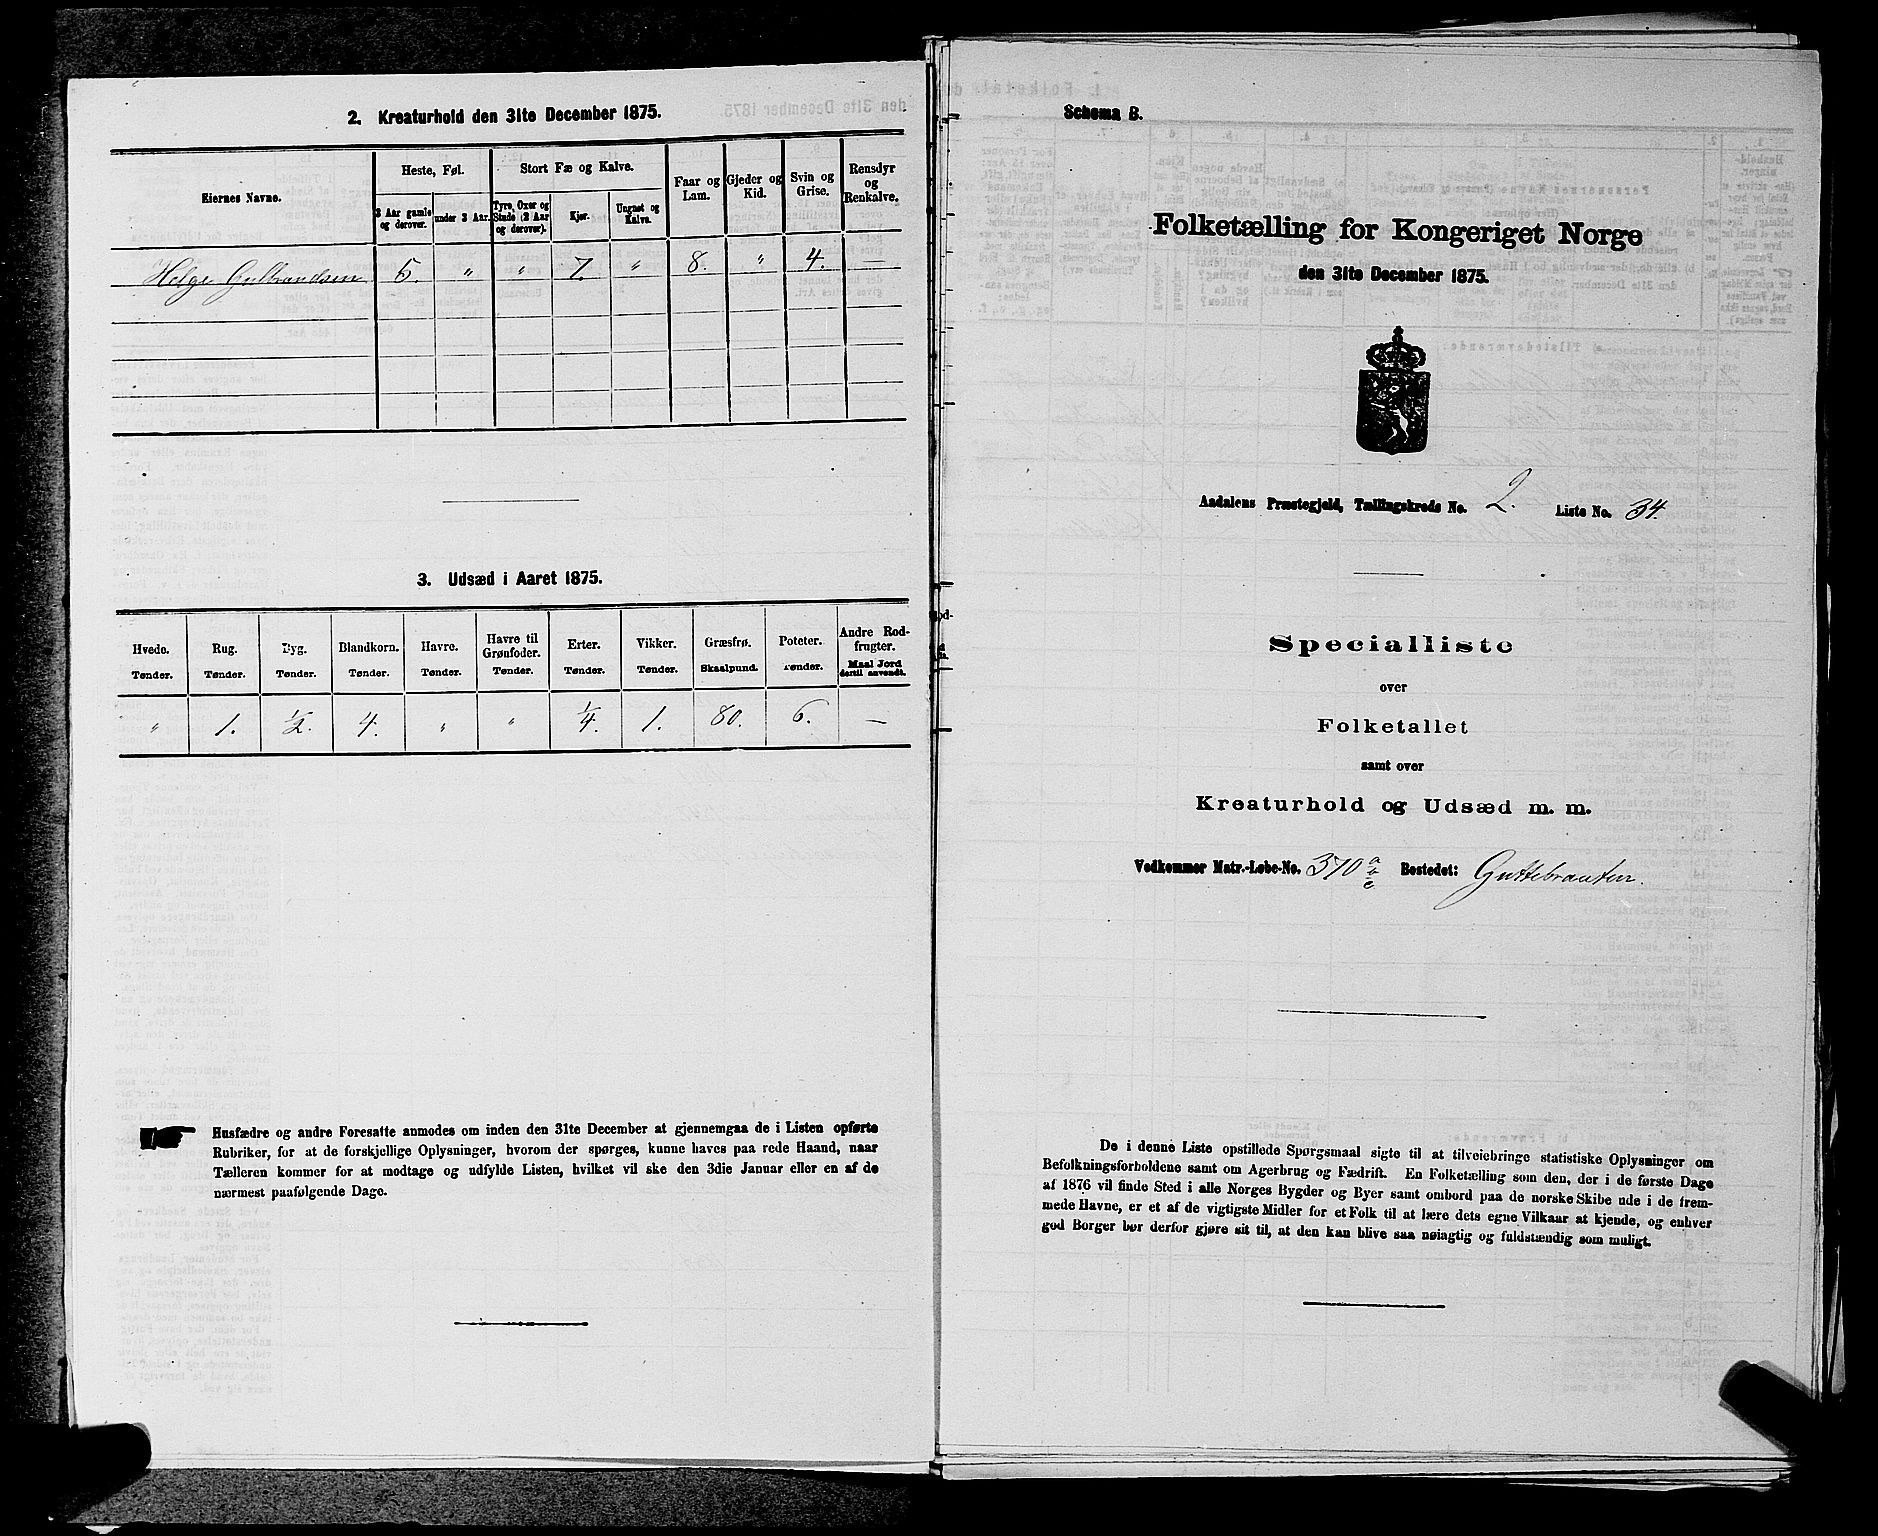 2. Kreaturhold den 31te December 1875.
Eiernes Navne.
Heste, Føl.
Stort Fæ og Kalve.
Faar og Lam.
Gjeder og Kid.
Svin og Grise.
Rensdyr og Renkalve.
3 Aar gamle og derover.
under 3 Aar.
Tyre, Oxer og Stude (2 Aar og derover).
Kjør.
Ungnøt og Kalve.
Helge Gulbrandsen 5. " " 7. " 8. " 4. —
3. Udsæd i Aaret 1875.
Hvede. Rug. Byg. Blandkorn. Havre. Havre til Grønfoder. Erter. Vikker. Græsfrø. Poteter. Andre Rodfrugter.
Tønder. Tønder. Tønder. Tønder. Tønder. Tønder. Tønder. Tønder. Skaalpund. Tønder. Maal Jord dertil anvendt.
" 1. 1/2. 4. " " 1/4. 1. 80. 6. —
Husfædre og andre Foresatte anmodes om inden den 31te December at gjennemgaa de i Listen opførte
Rubriker, for at de forskjellige Oplysninger, hvorom der spørges, kunne haves paa rede Haand, naar
Tælleren kommer for at modtage og udfylde Listen, hvilket vil ske den 3die Januar eller en af de
nærmest paafølgende Dage.
Schema B.
Folketælling for Kongeriget Norge
den 31te December 1875.
Aadalens Præstegjeld, Tællingskreds No. 2. Liste No. 34.
Specialliste
over
Folketallet
samt over
Kreaturhold og Udsæd m. m.
Vedkommer Matr.-Løbe-No. 370 a Bostedet: Guttebrauten.
De i denne Liste opstillede Spørgsmaal sigte til at tilveiebringe statistiske Oplysninger om
Befolkningsforholdene samt om Agerbrug og Fædrift. En Folketælling som den, der i de første Dage
af 1876 vil finde Sted i alle Norges Bygder og Byer samt ombord paa de norske Skibe ude i de frem-
mede Havne, er et af de vigtigste Midler for et Folk til at lære dets egne Vilkaar at kjende, og enhver
god Borger bør derfor gjøre sit til, at den kan blive saa nøiagtig og fuldstændig som muligt.